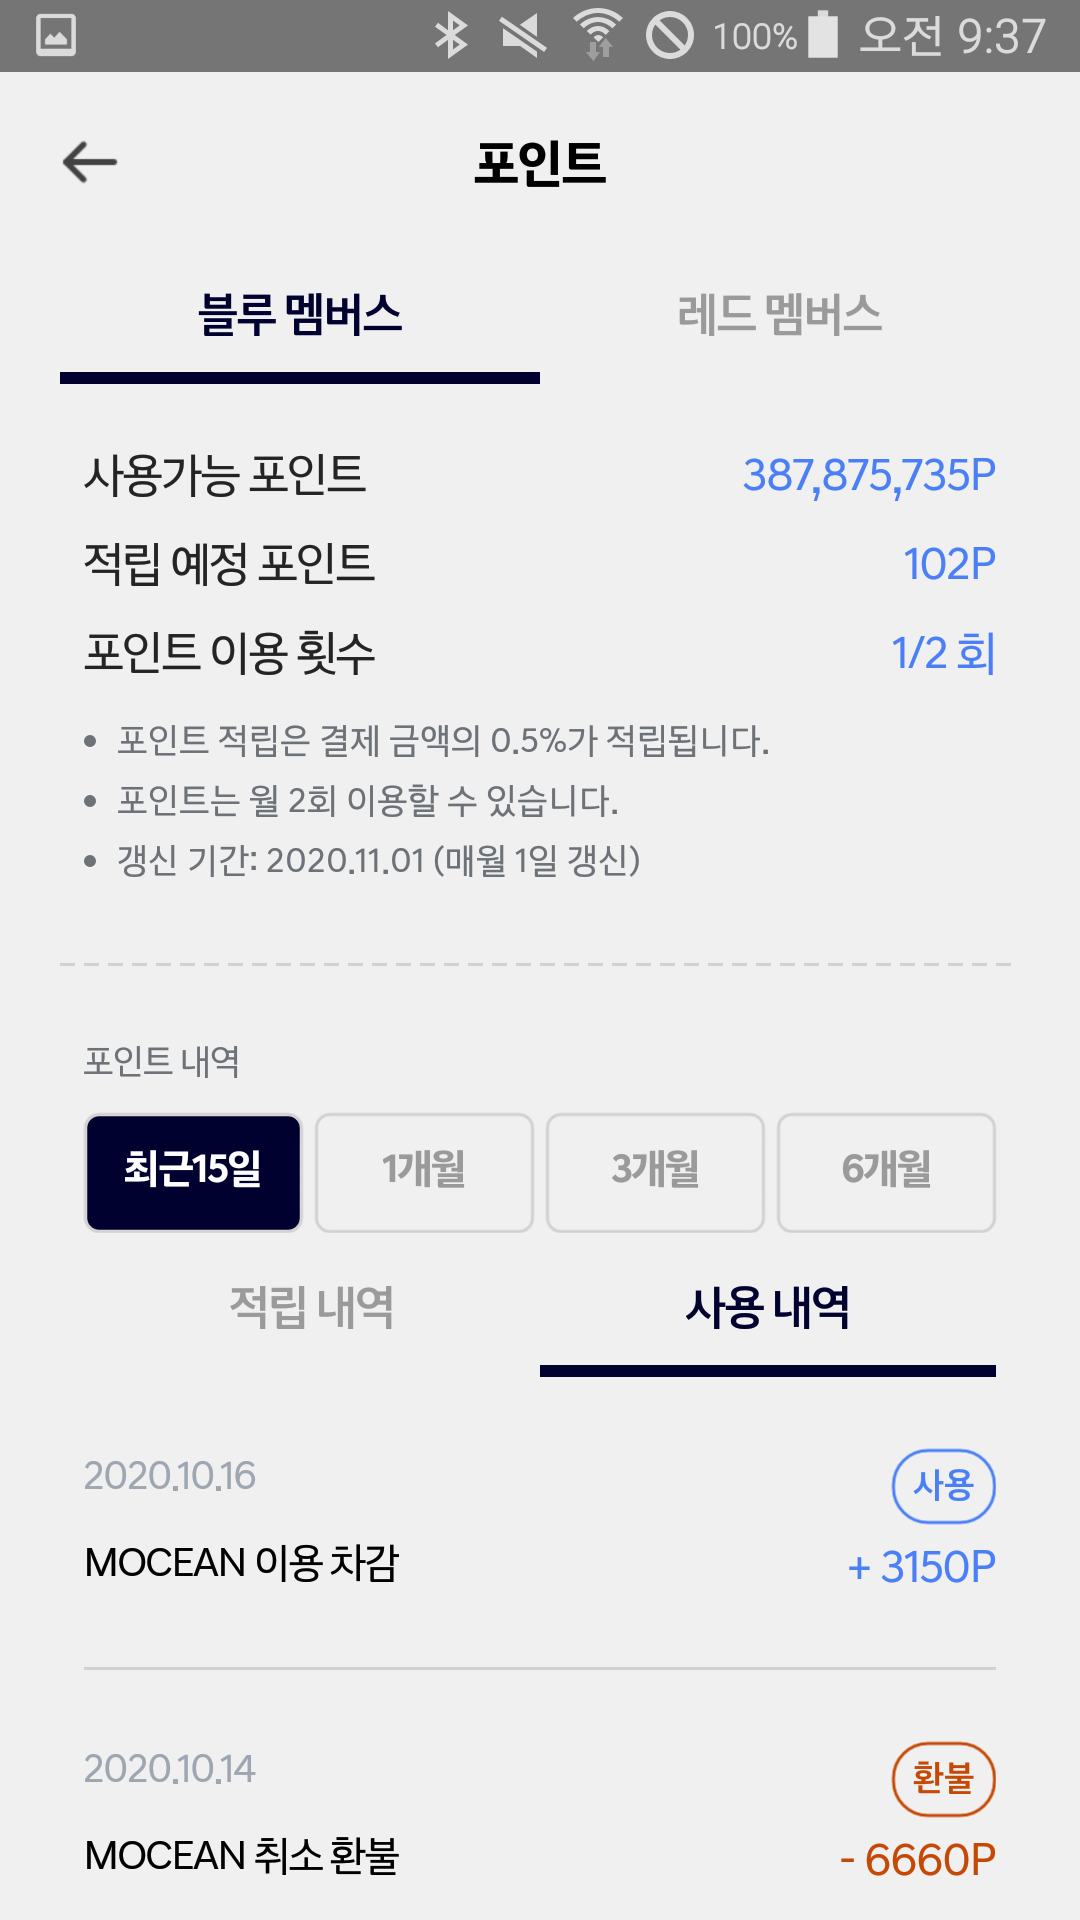 100% 오전 9:37
포인트
블루 멤버스 레드 멤버스
사용가능 포인트 387,875,735P
적립 예정 포인트 102P
포인트 이용 횟수 1/2 회
• 포인트 적립은 결제 금액의 0.5%가 적립됩니다.
• 포인트는 월 2회 이용할 수 있습니다.
• 갱신 기간: 2020.11.01 (매월 1일 갱신)
포인트 내역
최근15일 1개월 3개월 6개월
적립 내역 사용 내역
2020.10.16 사용
MOCEAN 이용 차감 + 3150P
2020.10.14 환불
MOCEAN 취소 환불 - 6660P